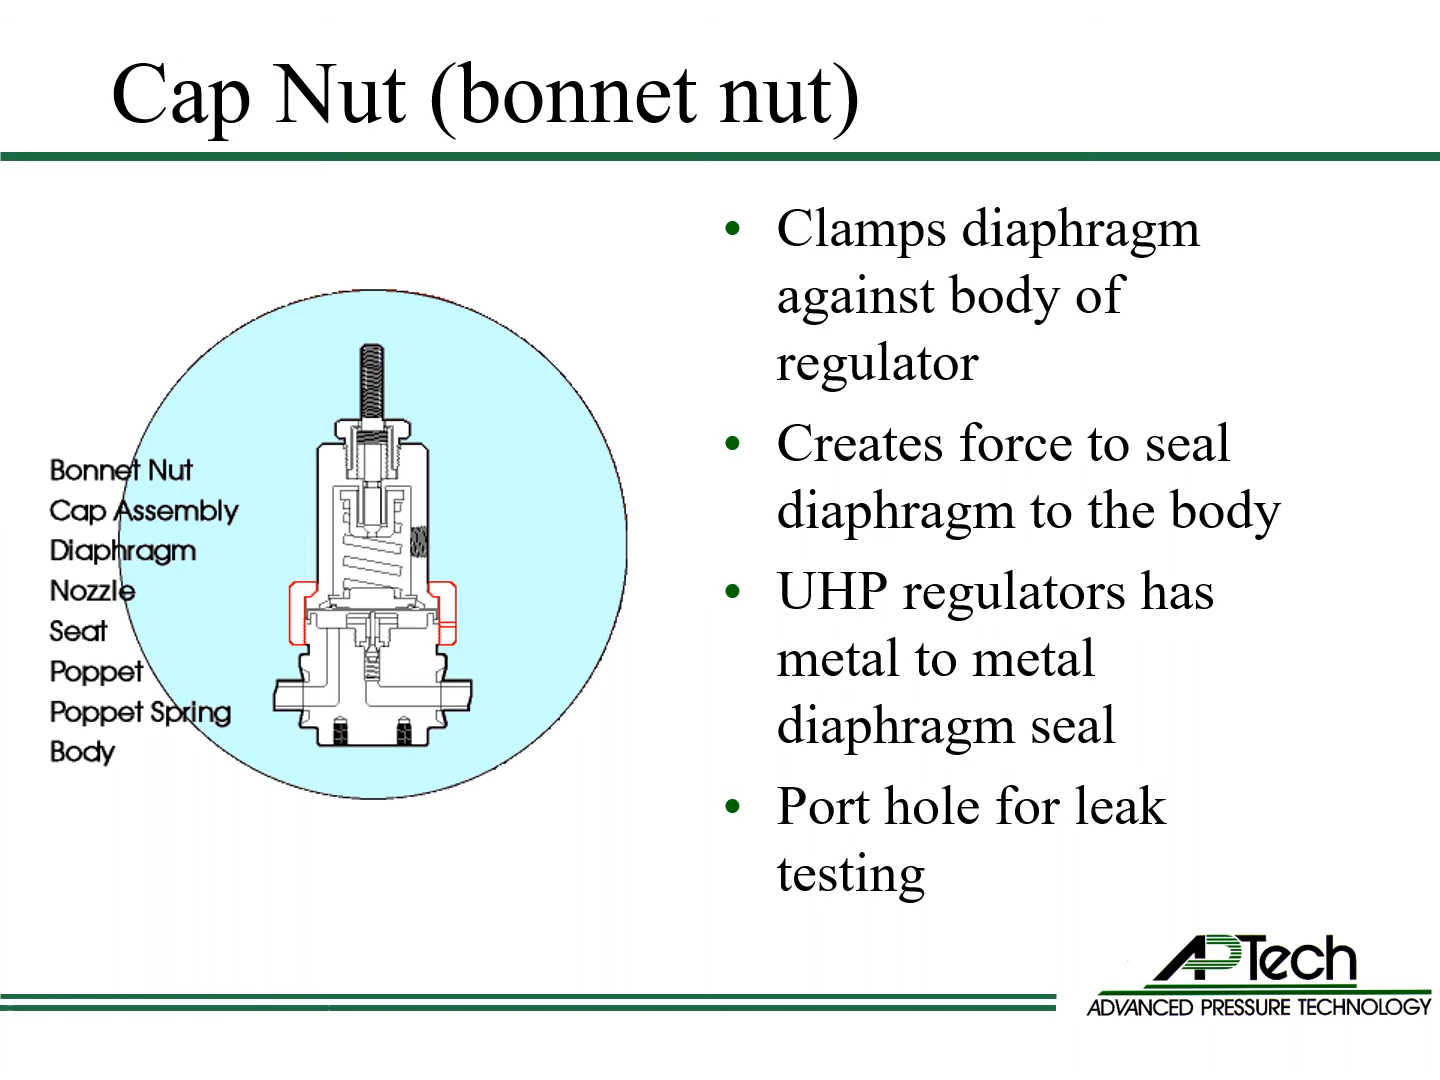 Cap Nut (bonnet nut)
Bonnet Nut
Cap Assembly
Diaphragm
Nozzle
Seat
Poppet
Poppet Spring
Body
• Clamps diaphragm
against body of
regulator
• Creates force to seal
diaphragm to the body
• UHP regulators has
metal to metal
diaphragm seal
• Port hole for leak
testing
APTech
ADVANCED PRESSURE TECHNOLOGY